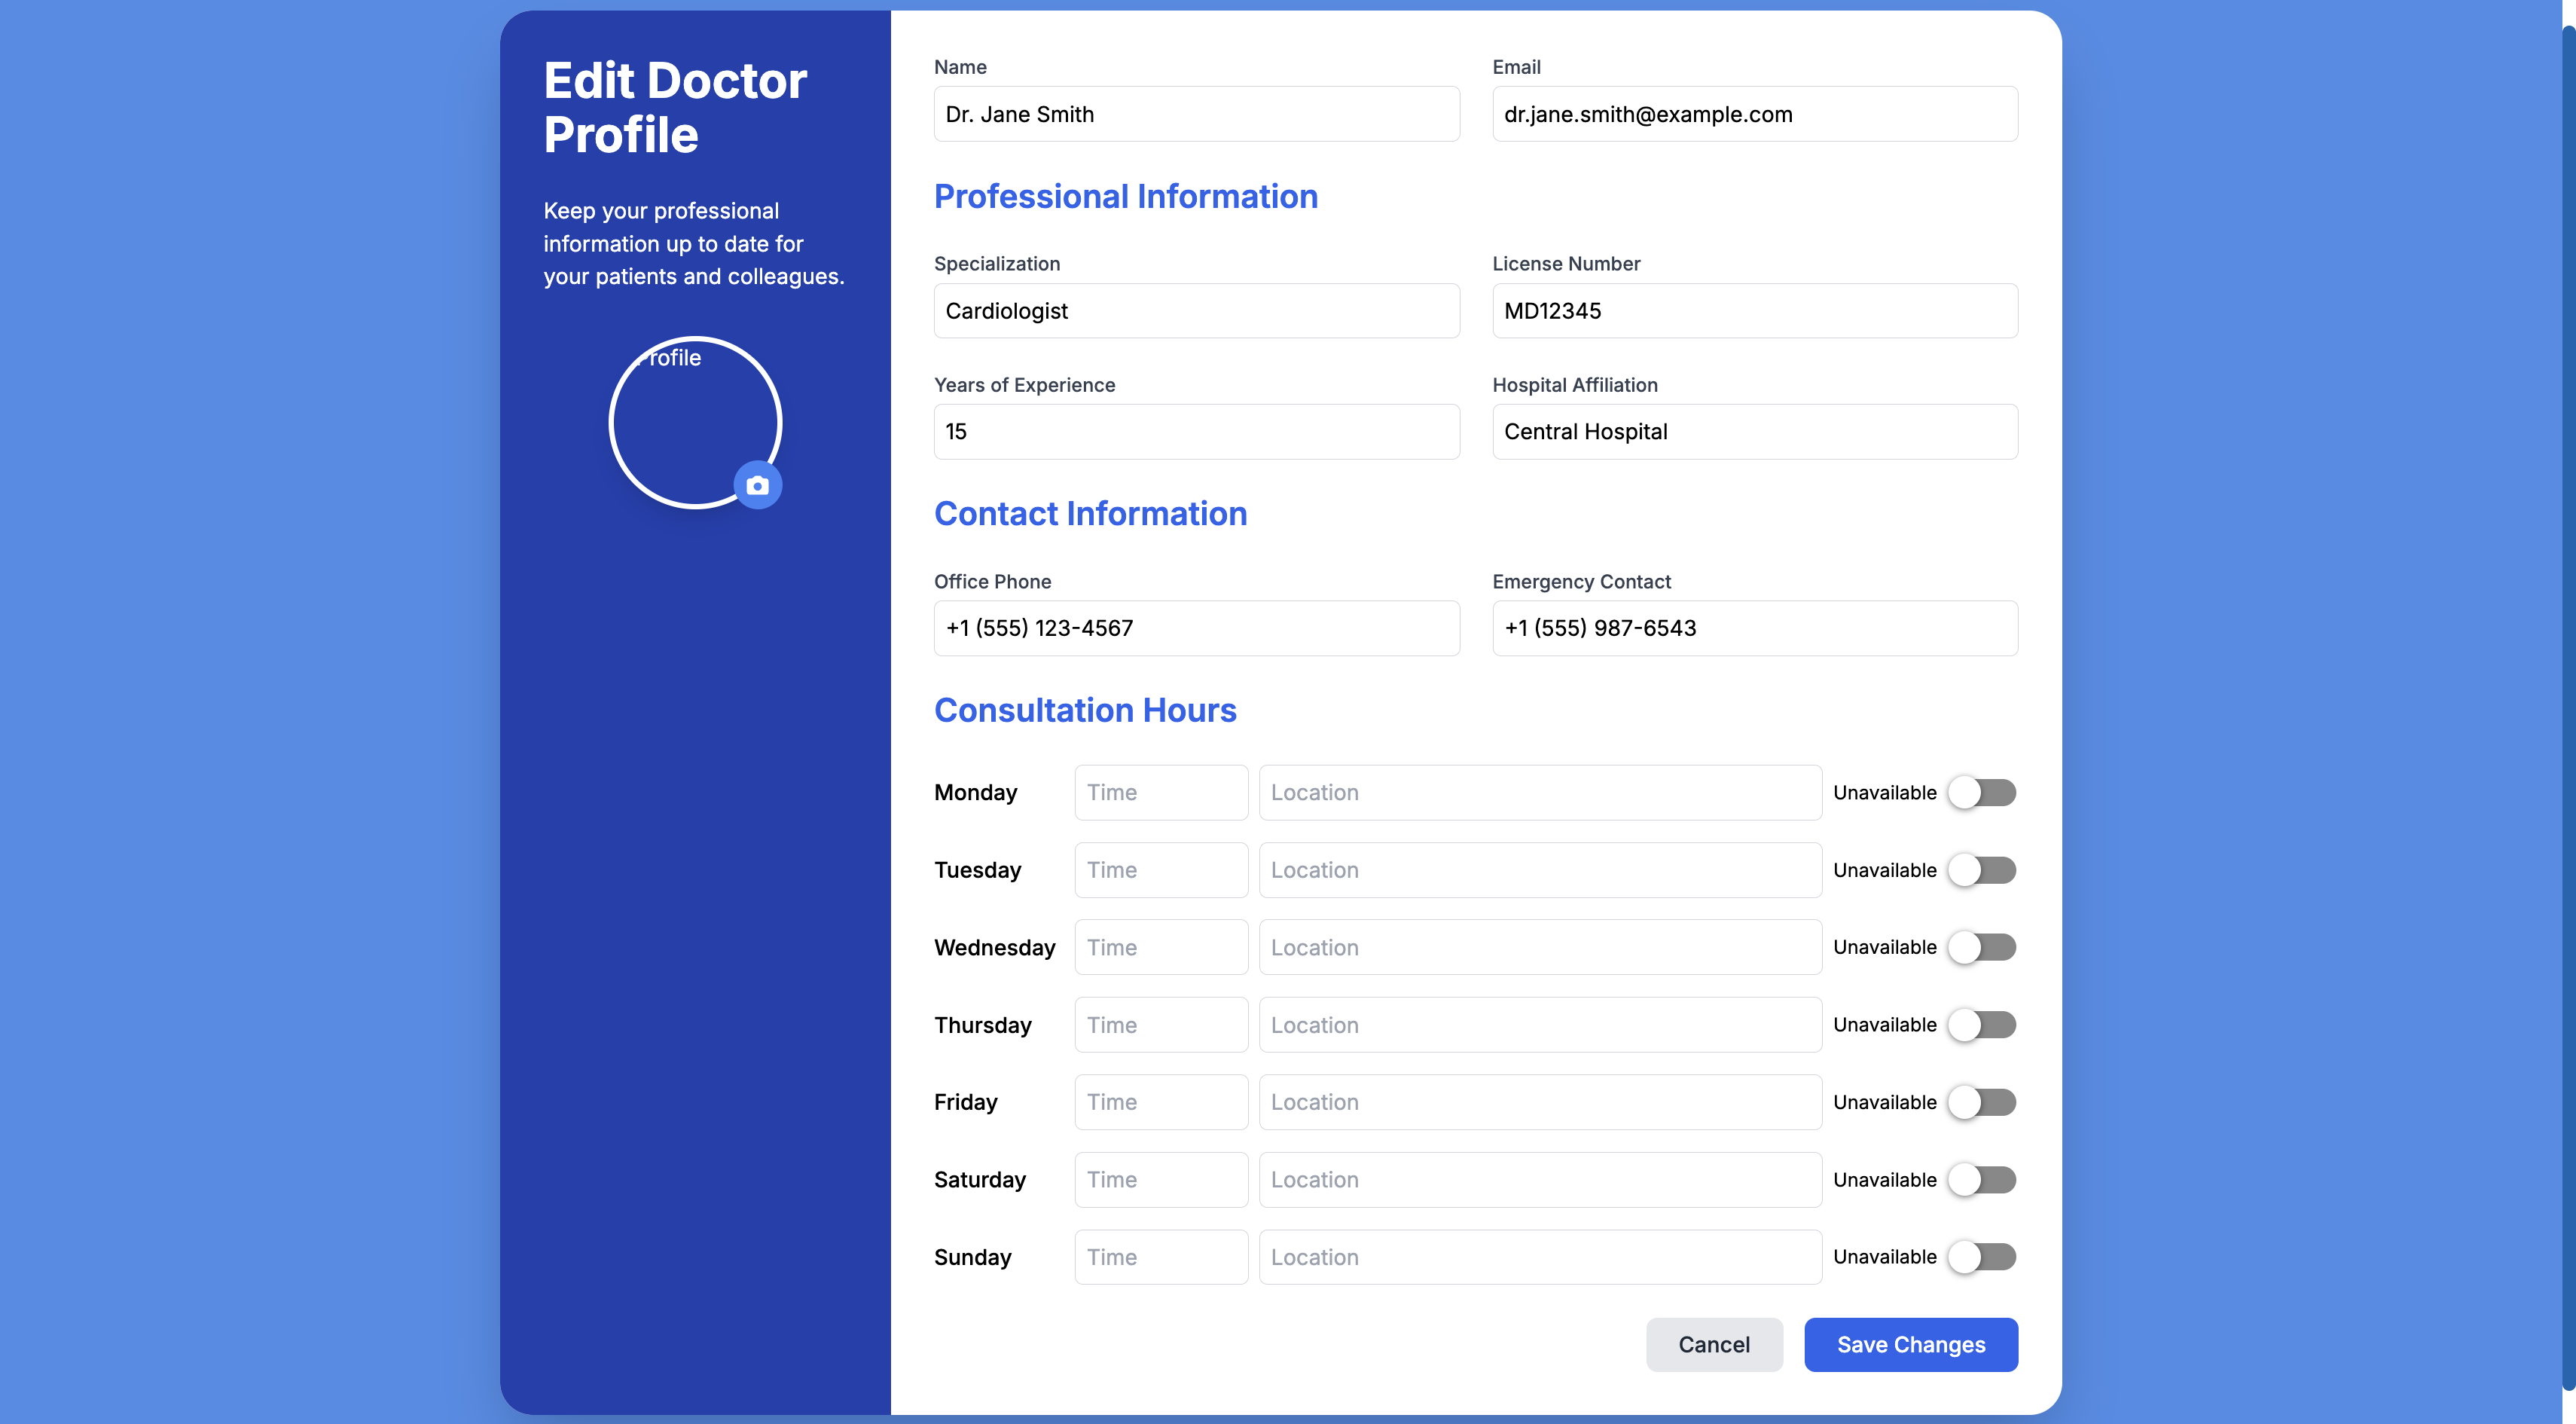 Edit Doctor
Profile
Keep your professional
information up to date for
your patients and colleagues.
Profile
Name
Dr. Jane Smith
Email
dr.jane.smith@example.com
Professional Information
Specialization
Cardiologist
License Number
MD12345
Years of Experience
15
Hospital Affiliation
Central Hospital
Contact Information
Office Phone
+1 (555) 123-4567
Emergency Contact
+1 (555) 987-6543
Consultation Hours
Monday Time Location Unavailable
Tuesday Time Location Unavailable
Wednesday Time Location Unavailable
Thursday Time Location Unavailable
Friday Time Location Unavailable
Saturday Time Location Unavailable
Sunday Time Location Unavailable
Cancel Save Changes